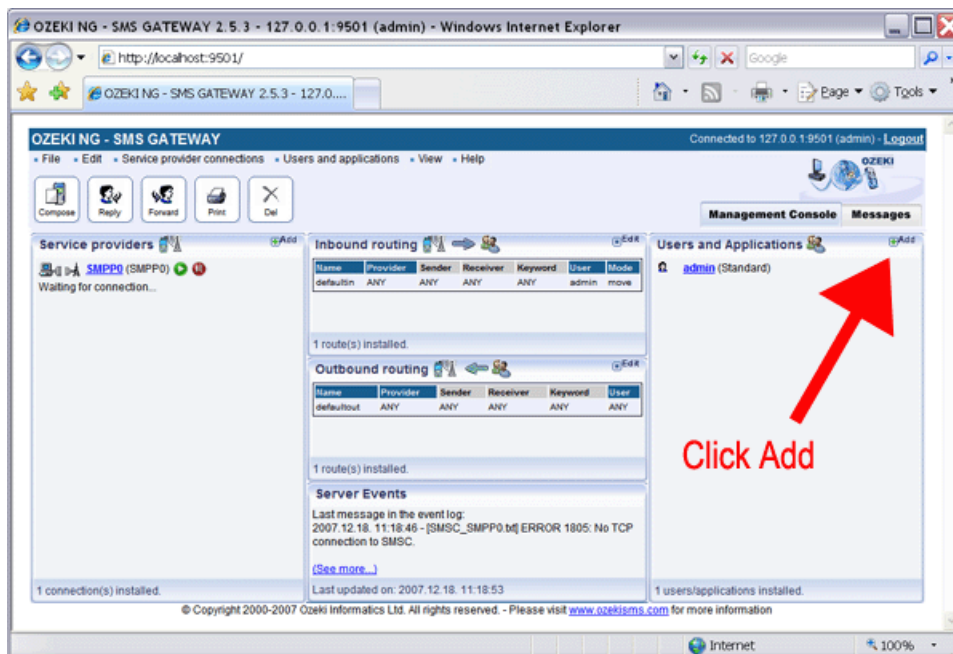 OZEKI NG - SMS GATEWAY 2.5.3 - 127.0.0.1:9501 (admin) - Windows Internet Explorer
http://localhost:9501/
Google
OZEKI NG - SMS GATEWAY 2.5.3 - 127.0....
Page
Tools
OZEKI NG - SMS GATEWAY
Connected to 127.0.0.1:9501 (admin) - Logout
File Edit Service provider connections Users and applications View Help
OZEKI
Compose Reply Forward Print Del
Management Console Messages
Service providers Add
SMPP0 (SMPP0)
Waiting for connection...
1 connection(s) installed.
Inbound routing Edit
Name Provider Sender Receiver Keyword User Mode
defaultin ANY ANY ANY ANY admin move
1 route(s) installed.
Outbound routing Edit
Name Provider Sender Receiver Keyword User
defaultout ANY ANY ANY ANY ANY
1 route(s) installed.
Server Events
Last message in the event log:
2007.12.18. 11:18:46 - [SMSC_SMPP0.txt] ERROR 1805: No TCP
connection to SMSC.
(See more...)
Last updated on: 2007.12.18. 11:18:53
Users and Applications Add
admin (Standard)
Click Add
1 users/applications installed.
© Copyright 2000-2007 Ozeki Informatics Ltd. All rights reserved. - Please visit www.ozekisms.com for more information
Internet
100%